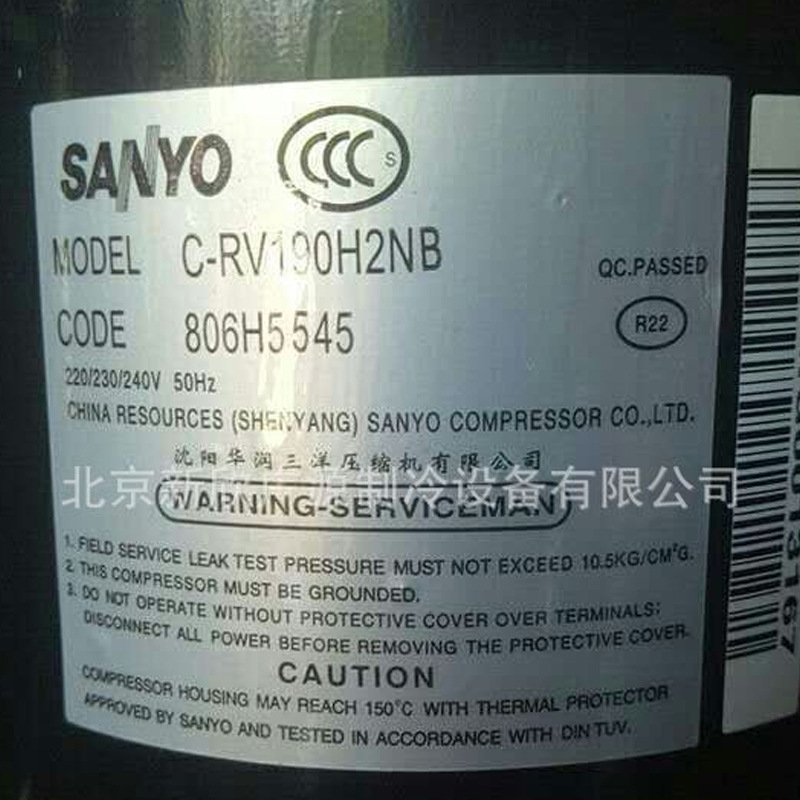 SANYO
CCC S
MODEL C-RV190H2NB
QC.PASSED
CODE 806H5545
R22
220/230/240V 50Hz
CHINA RESOURCES (SHENYANG) SANYO COMPRESSOR CO.,LTD.
沈阳华润三洋压缩机有限公司
北京新 源制冷设备有限公司
WARNING-SERVICEMAN
1. FIELD SERVICE LEAK TEST PRESSURE MUST NOT EXCEED 10.5KG/CM²G.
2. THIS COMPRESSOR MUST BE GROUNDED.
3. DO NOT OPERATE WITHOUT PROTECTIVE COVER OVER TERMINALS;
DISCONNECT ALL POWER BEFORE REMOVING THE PROTECTIVE COVER.
CAUTION
COMPRESSOR HOUSING MAY REACH 150°C WITH THERMAL PROTECTOR
APPROVED BY SANYO AND TESTED IN ACCORDANCE WITH DIN TUV.